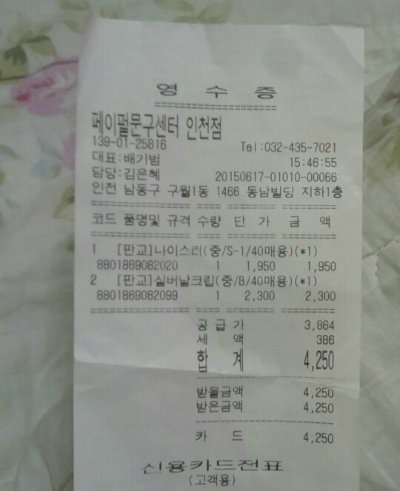 영 수 증
페이펄문구센터 인천점
139-01-25816 Tel:032-435-7021
대표:배기범 15:46:55
담당:김은혜 20150617-01010-00066
인천 남동구 구월1동 1466 동남빌딩 지하1층
코드 품명및 규격 수량 단 가 금 액
1 [판교]나이스러(중/S-1/40매용)(*1)
8801869082020 1 1,950 1,950
2 [판교]실버날크립(중/B/40매용)(*1)
8801869082099 1 2,300 2,300
공 급 가 3,864
세 액 386
합 계 4,250
받을금액 4,250
받은금액 4,250
카 드 4,250
신용카드전표
(고객용)